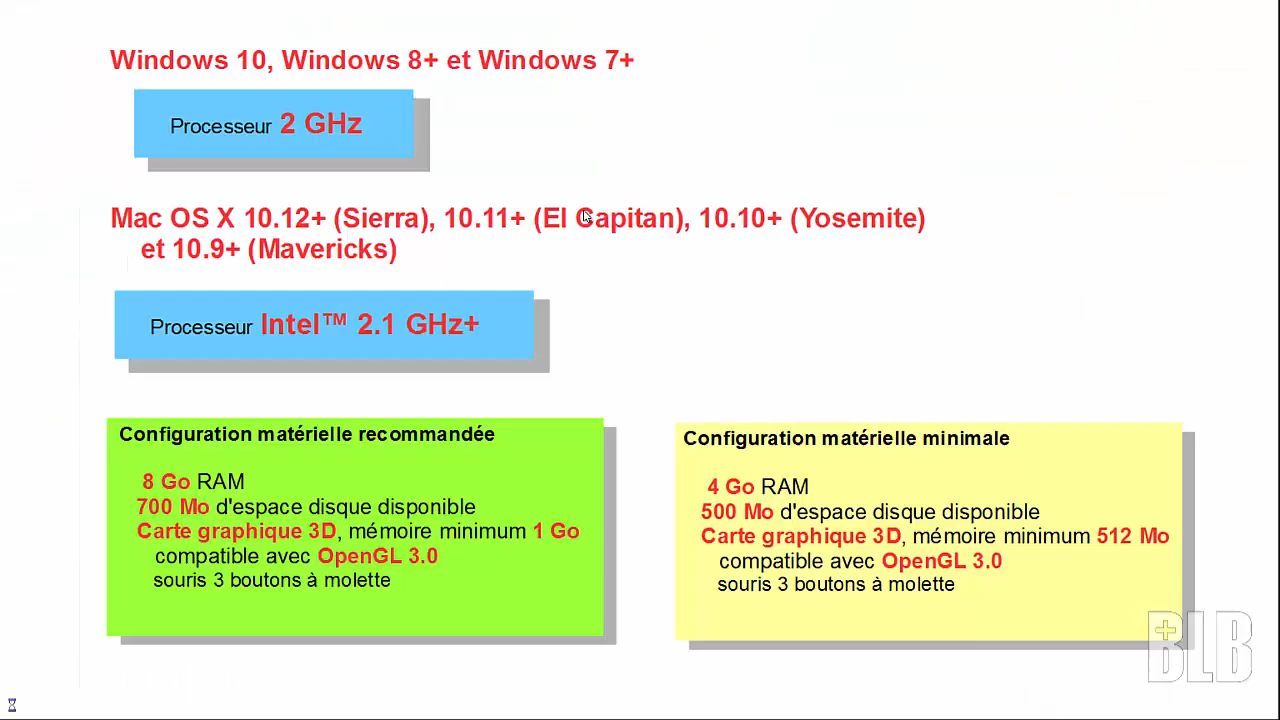 Windows 10, Windows 8+ et Windows 7+
Processeur 2 GHz
Mac OS X 10.12+ (Sierra), 10.11+ (El Capitan), 10.10+ (Yosemite)
et 10.9+ (Mavericks)
Processeur Intel™ 2.1 GHz+
Configuration matérielle recommandée
8 Go RAM
700 Mo d'espace disque disponible
Carte graphique 3D, mémoire minimum 1 Go
compatible avec OpenGL 3.0
souris 3 boutons à molette
Configuration matérielle minimale
4 Go RAM
500 Mo d'espace disque disponible
Carte graphique 3D, mémoire minimum 512 Mo
compatible avec OpenGL 3.0
souris 3 boutons à molette
BLB